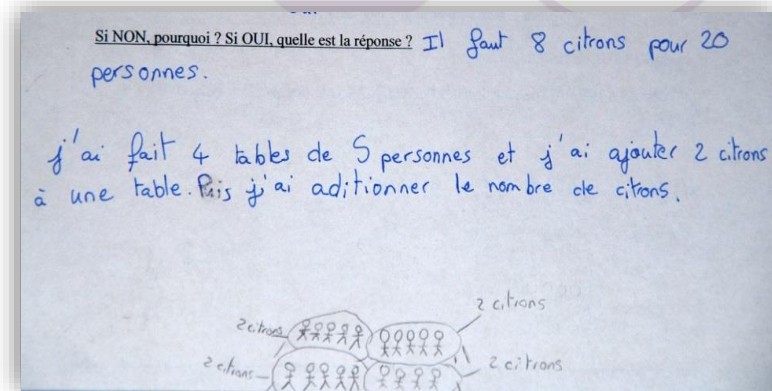 Si NON, pourquoi ? Si OUI, quelle est la réponse ? Il faut 8 citrons pour 20
personnes.
j'ai fait 4 tables de 5 personnes et j'ai ajouter 2 citrons
à une table. Puis j'ai aditionner le nombre de citrons.
2 citrons
2 citrons
2 citrons
2 citrons